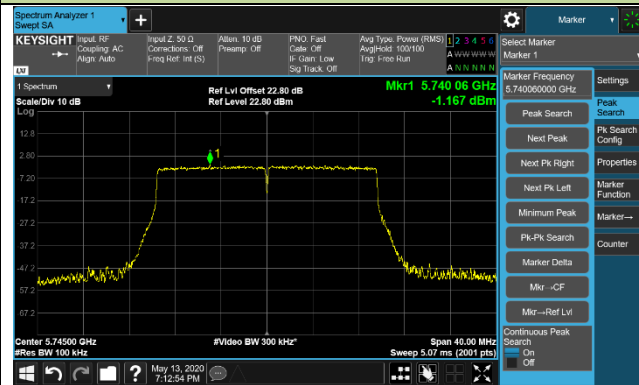 Spectrum Analyzer 1
Swept SA
Marker
KEYSIGHT
Input: RF
Coupling: AC
Align: Auto
Input Z: 50 Ω
Corrections: Off
Freq Ref: Int (S)
Atten: 10 dB
Preamp: Off
PNO: Fast
Gate: Off
IF Gain: Low
Sig Track: Off
Avg Type: Power (RMS)
Avg|Hold: 100/100
Trig: Free Run
1 2 3 4 5 6
A W W W W W
A N N N N N
LXI
Select Marker
Marker 1
1 Spectrum
Scale/Div 10 dB
Log
Ref Lvl Offset 22.80 dB
Ref Level 22.80 dBm
Mkr1 5.740 06 GHz
-1.167 dBm
12.8
2.80
-7.20
-17.2
-27.2
-37.2
-47.2
-57.2
-67.2
1
Center 5.74500 GHz
#Res BW 100 kHz
#Video BW 300 kHz*
Span 40.00 MHz
Sweep 5.07 ms (2001 pts)
Marker Frequency
5.740060000 GHz
Peak Search
Next Peak
Next Pk Right
Next Pk Left
Minimum Peak
Pk-Pk Search
Marker Delta
Mkr→CF
Mkr→Ref Lvl
Continuous Peak
Search
On
Off
Settings
Peak
Search
Pk Search
Config
Properties
Marker
Function
Marker→
Counter
May 13, 2020
7:12:54 PM